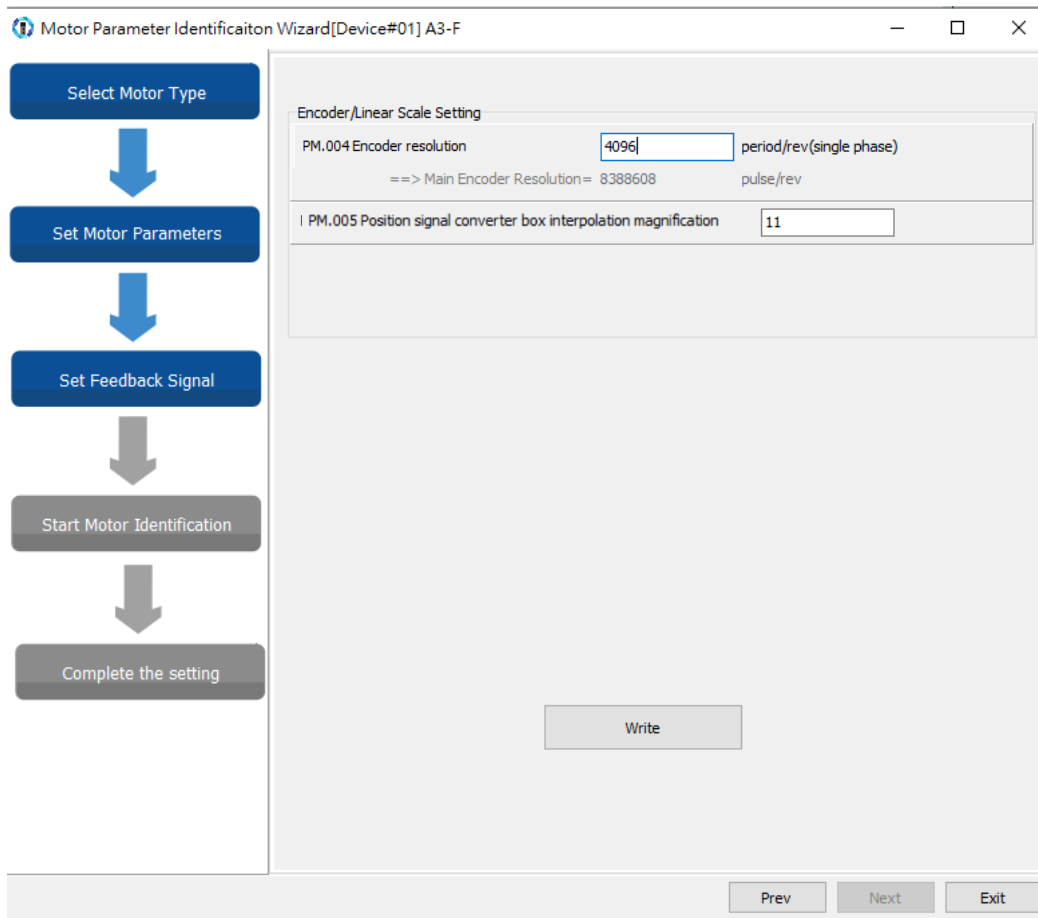 Motor Parameter Identificaiton Wizard[Device#01] A3-F
Select Motor Type
Set Motor Parameters
Set Feedback Signal
Start Motor Identification
Complete the setting
Encoder/Linear Scale Setting
PM.004 Encoder resolution 4096 period/rev(single phase)
==> Main Encoder Resolution= 8388608 pulse/rev
PM.005 Position signal converter box interpolation magnification 11
Write
Prev Next Exit